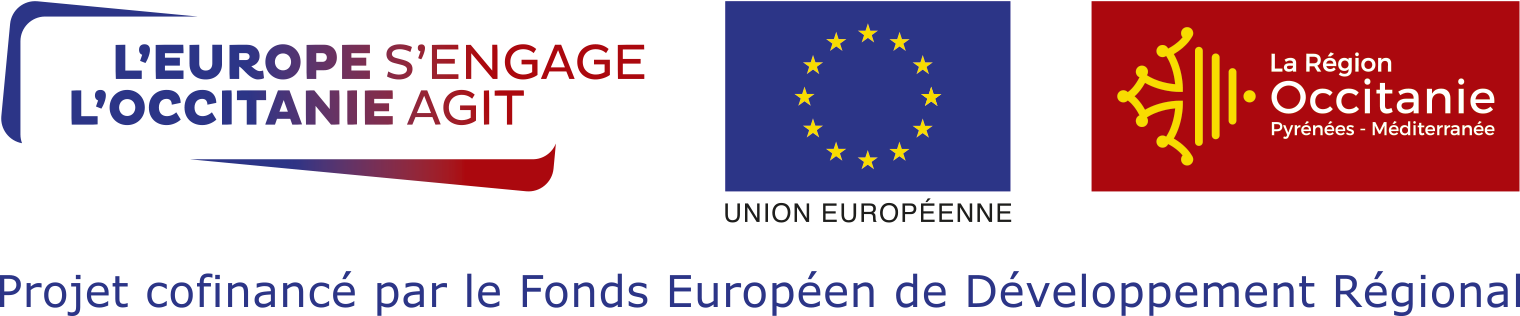 L'EUROPE S'ENGAGE
L'OCCITANIE AGIT
UNION EUROPÉENNE
La Région
Occitanie
Pyrénées - Méditerranée
Projet cofinancé par le Fonds Européen de Développement Régional